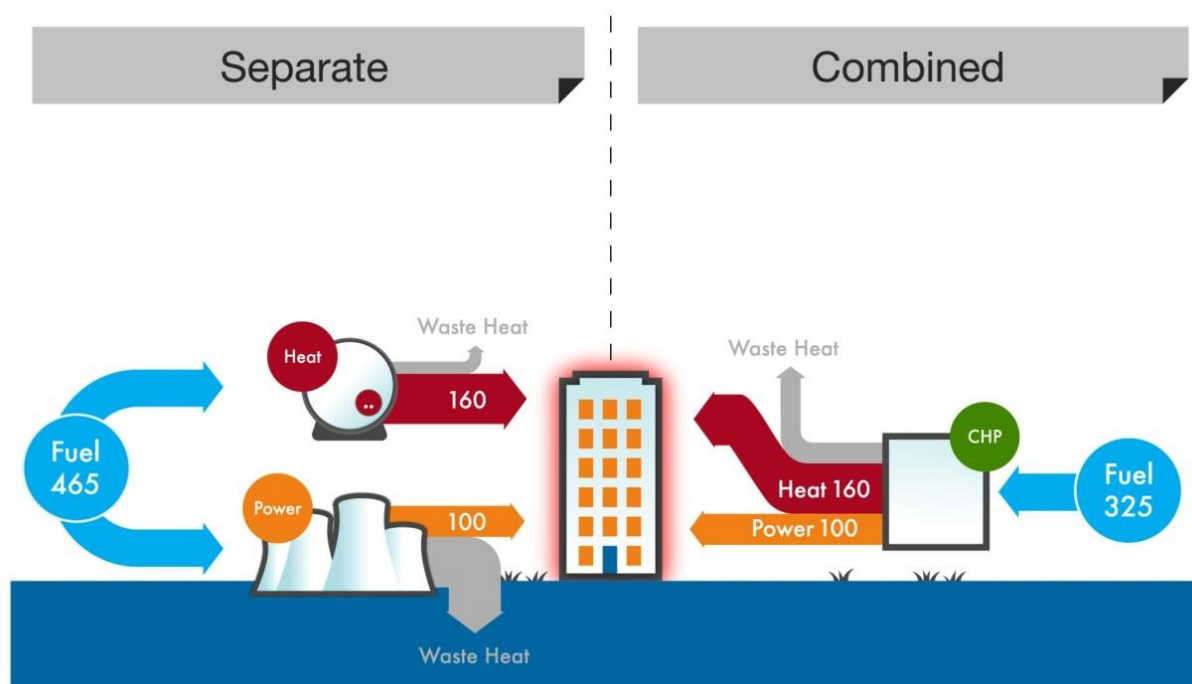 Separate
Combined
Waste Heat
Heat
160
Fuel
465
Power
100
Waste Heat
Waste Heat
CHP
Heat 160
Power 100
Fuel
325